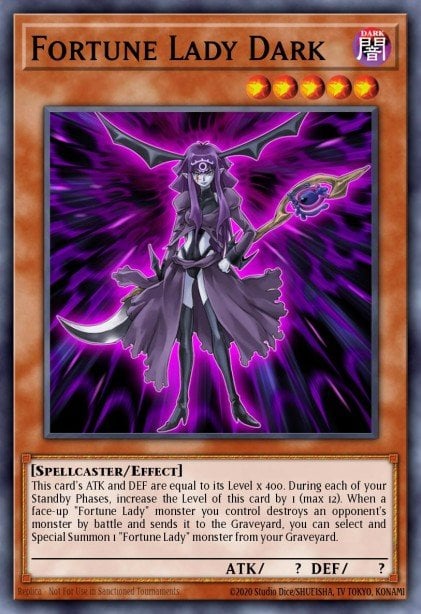 FORTUNE LADY DARK
DARK
闇
[SPELLCASTER/EFFECT]
This card's ATK and DEF are equal to its Level x 400. During each of your
Standby Phases, increase the Level of this card by 1 (max 12). When a
face-up "Fortune Lady" monster you control destroys an opponent's
monster by battle and sends it to the Graveyard, you can select and
Special Summon 1 "Fortune Lady" monster from your Graveyard.
ATK/ ? DEF/ ?
Replica - Not For Use in Sanctioned Tournaments
©2020 Studio Dice/SHUEISHA, TV TOKYO, KONAMI